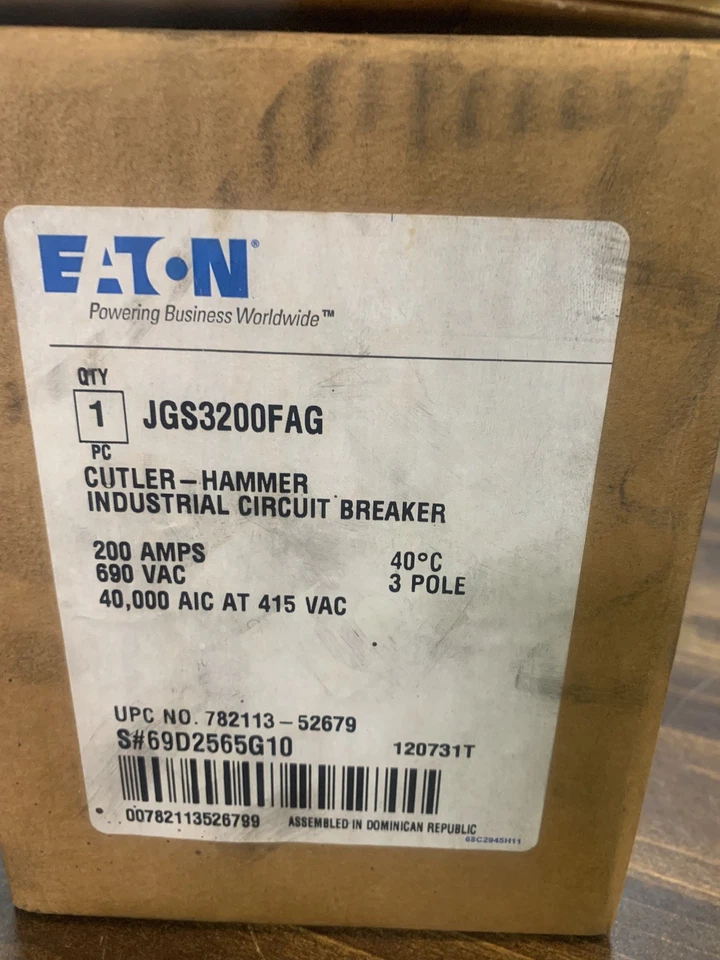 EATON®
Powering Business Worldwide™
QTY
1 JGS3200FAG
PC
CUTLER-HAMMER
INDUSTRIAL CIRCUIT BREAKER
200 AMPS 40°C
690 VAC 3 POLE
40,000 AIC AT 415 VAC
UPC NO. 782113-52679
S#69D2565G10 120731T
00782113526799 ASSEMBLED IN DOMINICAN REPUBLIC
68C2945H11